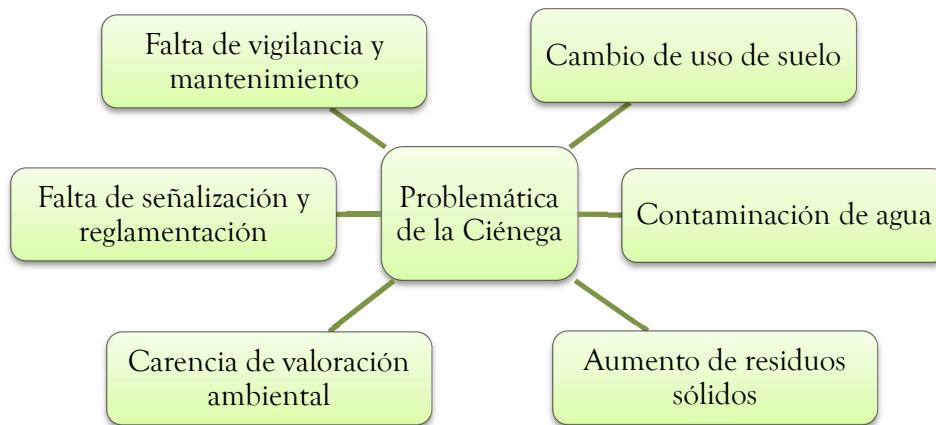 Falta de vigilancia y
mantenimiento
Cambio de uso de suelo
Falta de señalización y
reglamentación
Problemática
de la Ciénega
Contaminación de agua
Carencia de valoración
ambiental
Aumento de residuos
sólidos